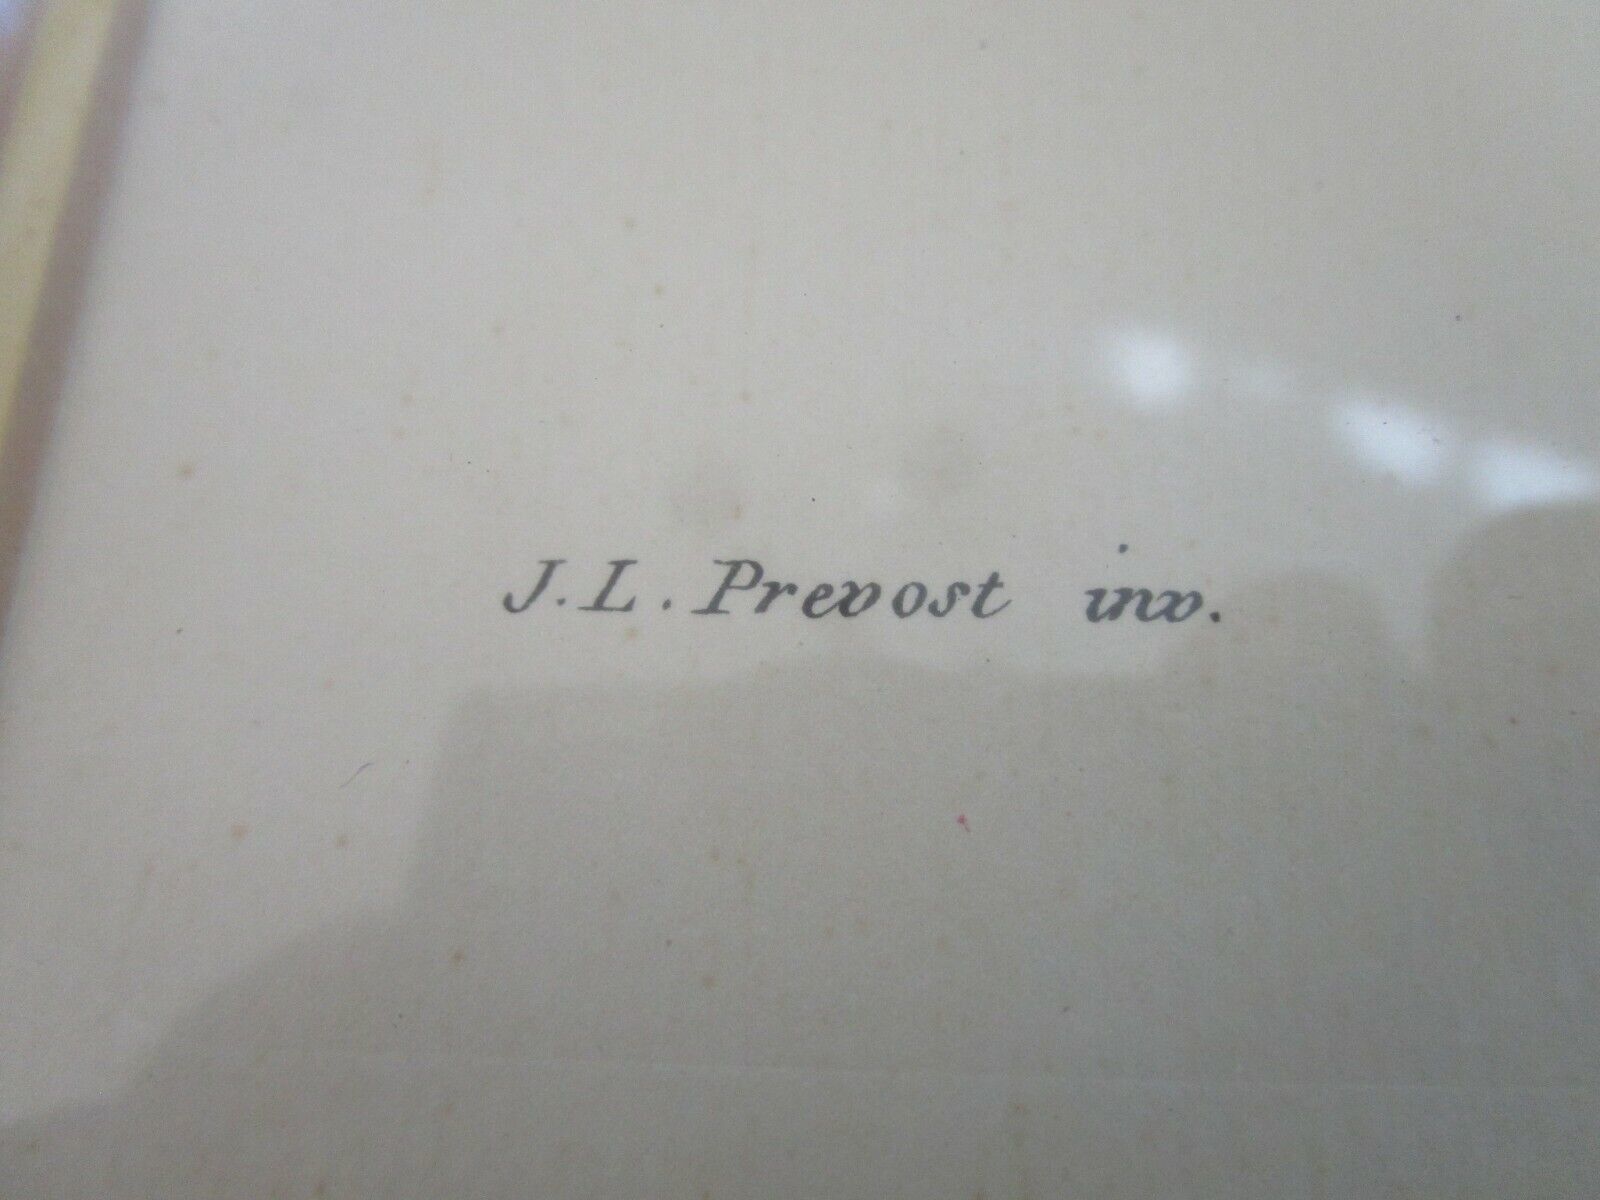 J. L. Prevost inv.